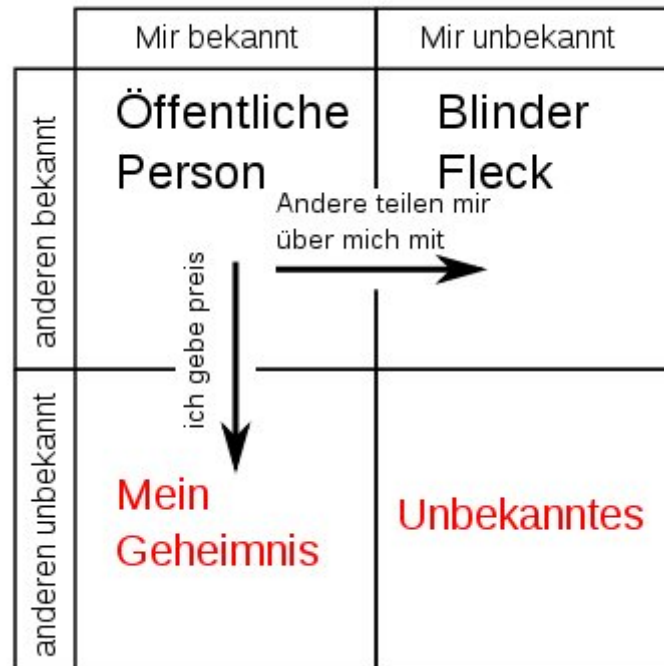 Mir bekannt
Mir unbekannt
anderen bekannt
Öffentliche
Person
Blinder
Fleck
Andere teilen mir
über mich mit
ich gebe preis
anderen unbekannt
Mein
Geheimnis
Unbekanntes